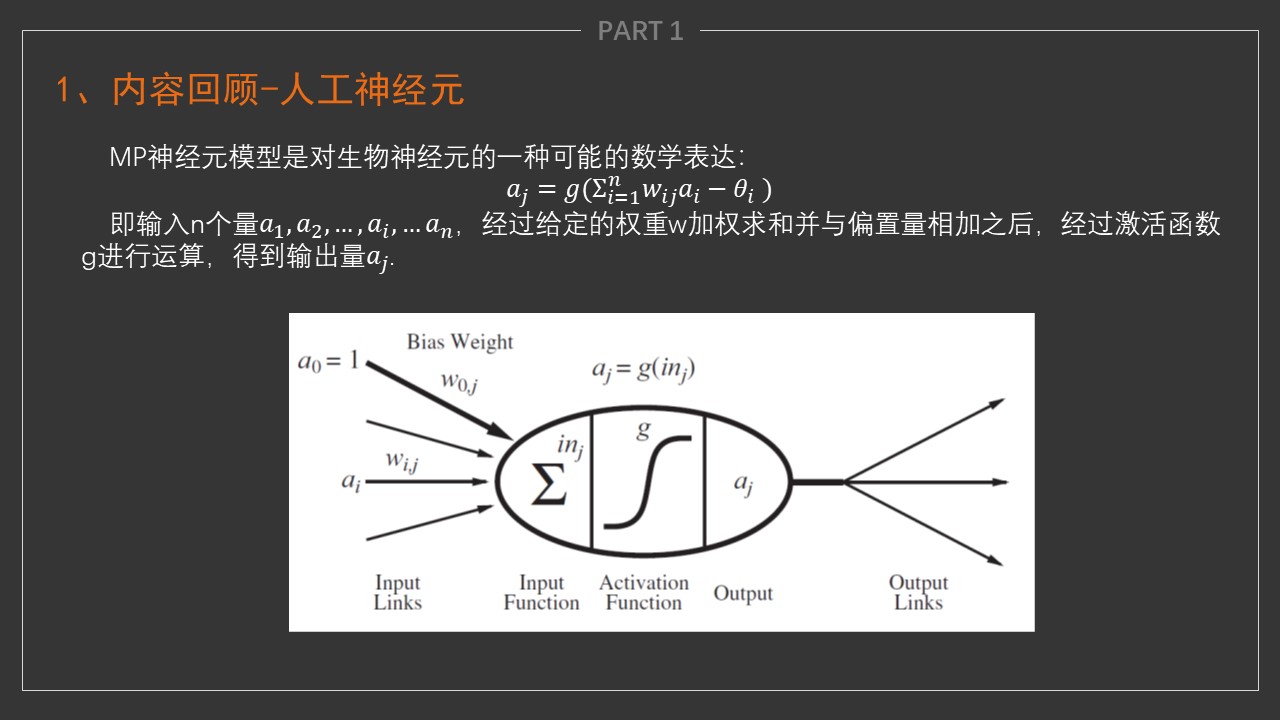 PART 1
1、内容回顾-人工神经元
MP神经元模型是对生物神经元的一种可能的数学表达：
$a_j = g(\Sigma_{i=1}^{n} w_{ij} a_i - \theta_i)$
即输入n个量$a_1, a_2, …, a_i, … a_n$，经过给定的权重w加权求和并与偏置量相加之后，经过激活函数
g进行运算，得到输出量$a_j$.
Bias Weight
$a_0 = 1$
$w_{0,j}$
$a_j = g(in_j)$
$in_j$
g
$w_{i,j}$
$a_i$
Σ
$a_j$
Input
Links
Input
Function
Activation
Function
Output
Output
Links